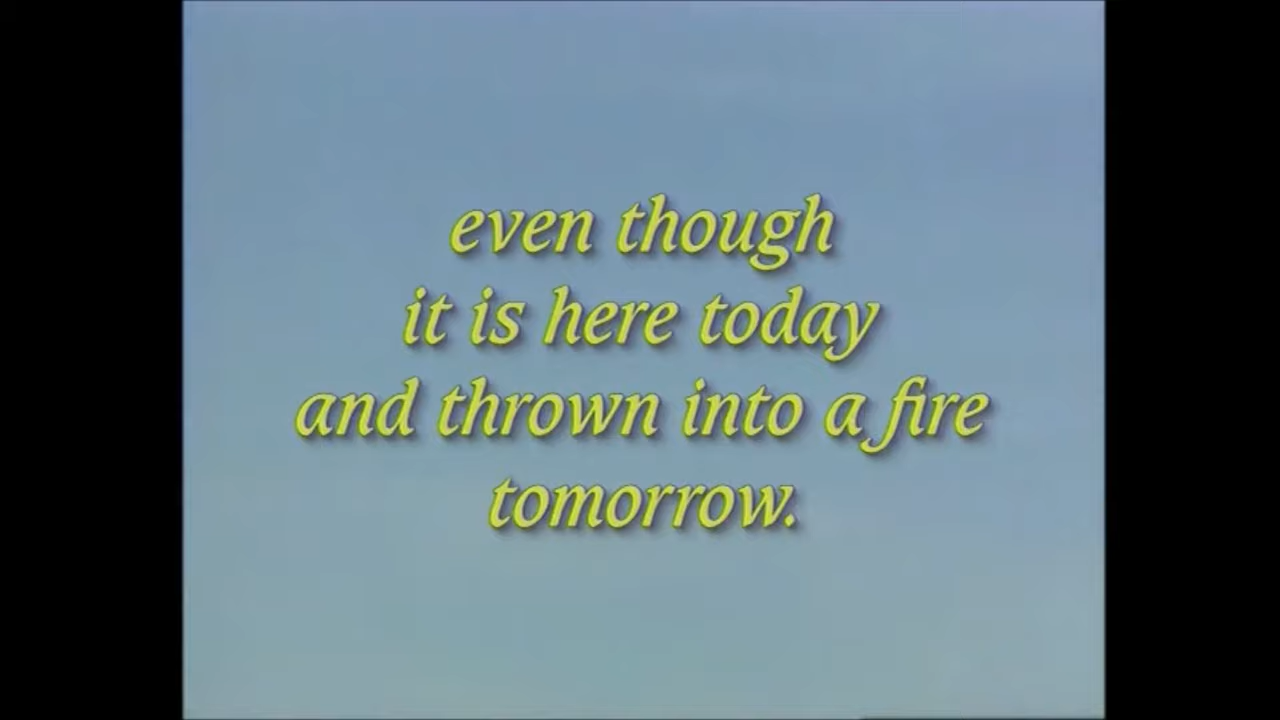 even though
it is here today
and thrown into a fire
tomorrow.